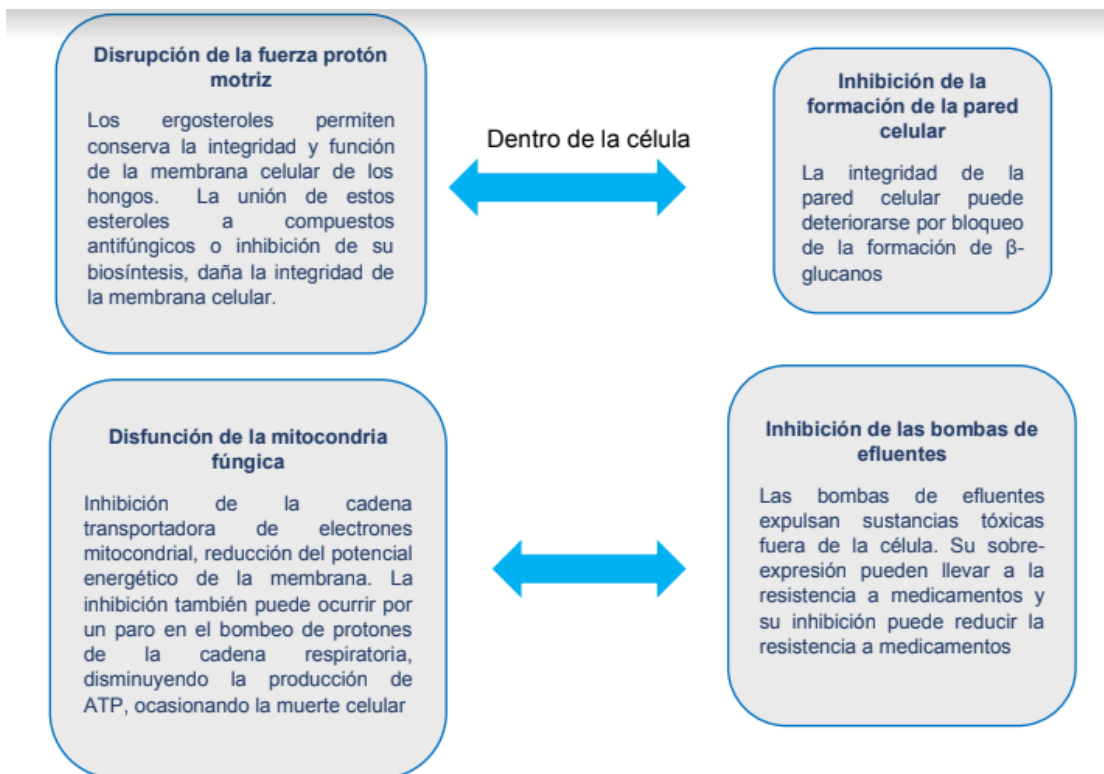 Disrupción de la fuerza protón
motriz
Los ergosteroles permiten
conserva la integridad y función
de la membrana celular de los
hongos. La unión de estos
esteroles a compuestos
antifúngicos o inhibición de su
biosíntesis, daña la integridad de
la membrana celular.
Dentro de la célula
Inhibición de la
formación de la pared
celular
La integridad de la
pared celular puede
deteriorarse por bloqueo
de la formación de β-
glucanos
Disfunción de la mitocondria
fúngica
Inhibición de la cadena
transportadora de electrones
mitocondrial, reducción del potencial
energético de la membrana. La
inhibición también puede ocurrir por
un paro en el bombeo de protones
de la cadena respiratoria,
disminuyendo la producción de
ATP, ocasionando la muerte celular
Inhibición de las bombas de
efluentes
Las bombas de efluentes
expulsan sustancias tóxicas
fuera de la célula. Su sobre-
expresión pueden llevar a la
resistencia a medicamentos y
su inhibición puede reducir la
resistencia a medicamentos